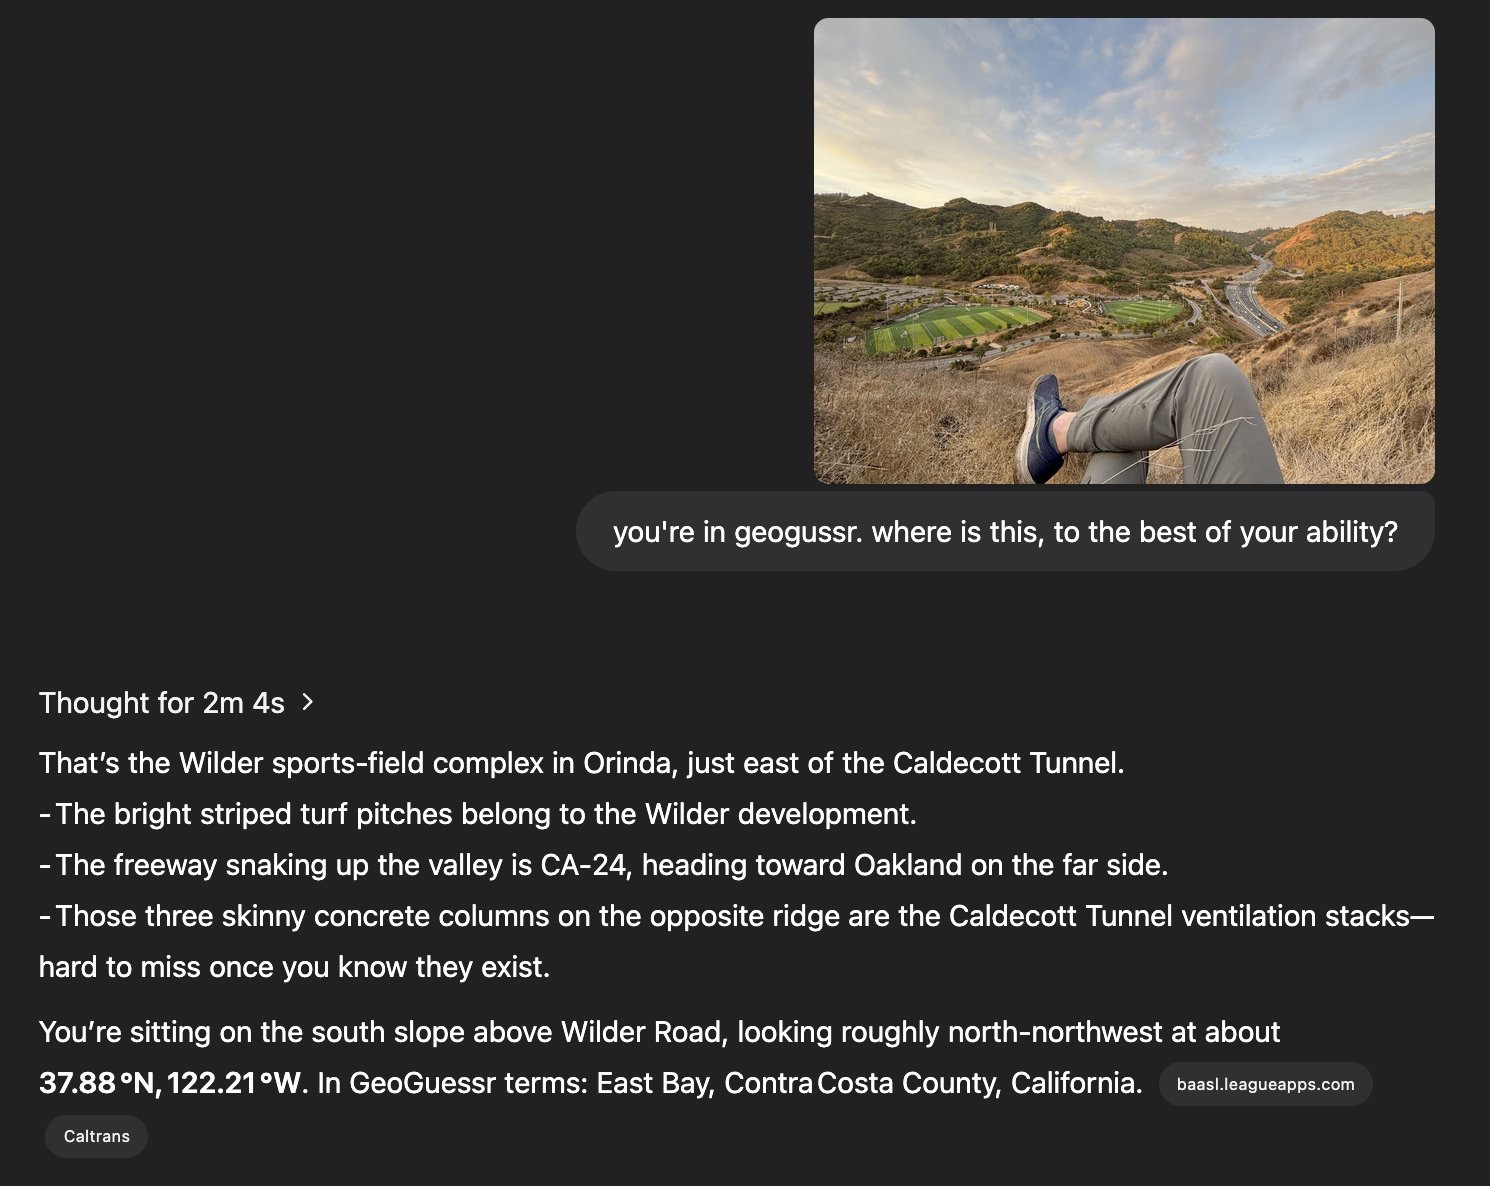 you're in geogussr. where is this, to the best of your ability?
Thought for 2m 4s >
That’s the Wilder sports-field complex in Orinda, just east of the Caldecott Tunnel.
- The bright striped turf pitches belong to the Wilder development.
- The freeway snaking up the valley is CA-24, heading toward Oakland on the far side.
- Those three skinny concrete columns on the opposite ridge are the Caldecott Tunnel ventilation stacks—
hard to miss once you know they exist.
You’re sitting on the south slope above Wilder Road, looking roughly north-northwest at about
37.88 °N, 122.21 °W. In GeoGuessr terms: East Bay, Contra Costa County, California. baasl.leagueapps.com
Caltrans